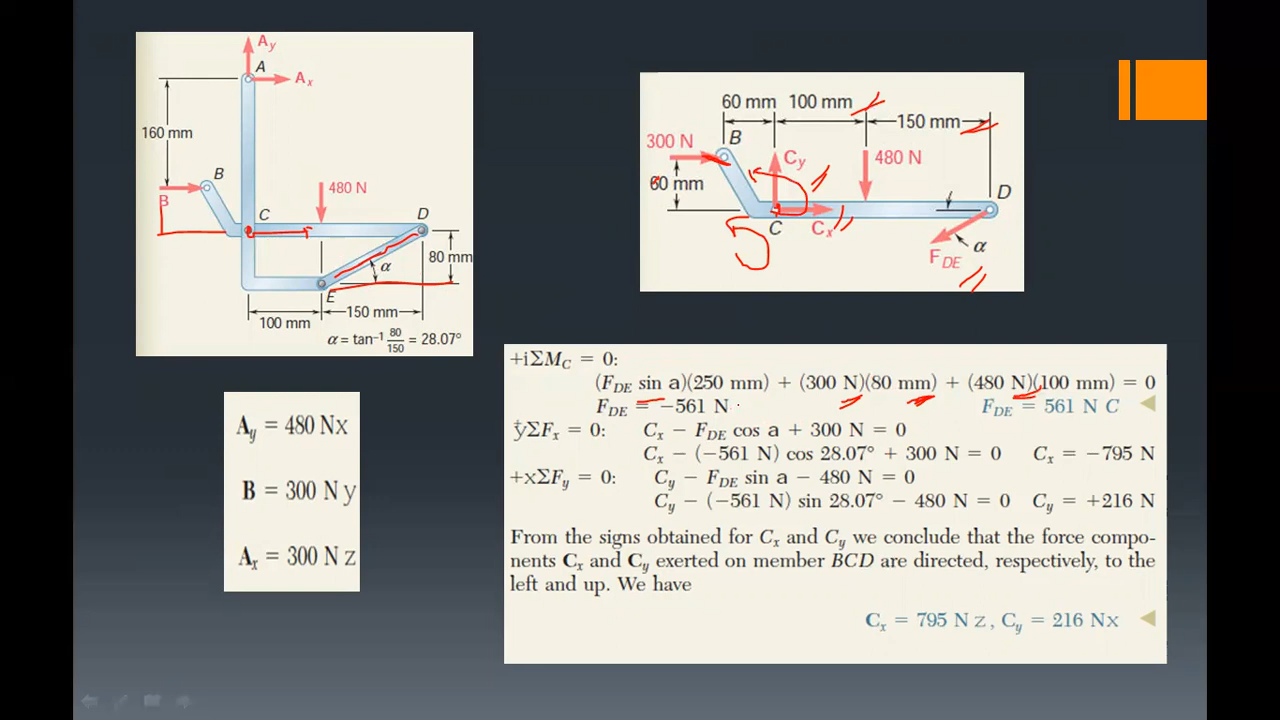 A_y
A
A_x
160 mm
B
B
480 N
C
D
80 mm
α
E
100 mm
150 mm
α = tan⁻¹ 80/150 = 28.07°
60 mm 100 mm
150 mm
300 N
B
C_y
480 N
60 mm
D
C
C_x
F_DE
α
A_y = 480 Nx
B = 300 N y
A_x = 300 N z
+iΣM_C = 0:
(F_DE sin a)(250 mm) + (300 N)(80 mm) + (480 N)(100 mm) = 0
F_DE = −561 N F_DE = 561 N C
yΣF_x = 0: C_x − F_DE cos a + 300 N = 0
C_x − (−561 N) cos 28.07° + 300 N = 0 C_x = −795 N
+xΣF_y = 0: C_y − F_DE sin a − 480 N = 0
C_y − (−561 N) sin 28.07° − 480 N = 0 C_y = +216 N
From the signs obtained for C_x and C_y we conclude that the force compo-
nents C_x and C_y exerted on member BCD are directed, respectively, to the
left and up. We have
C_x = 795 N z, C_y = 216 Nx